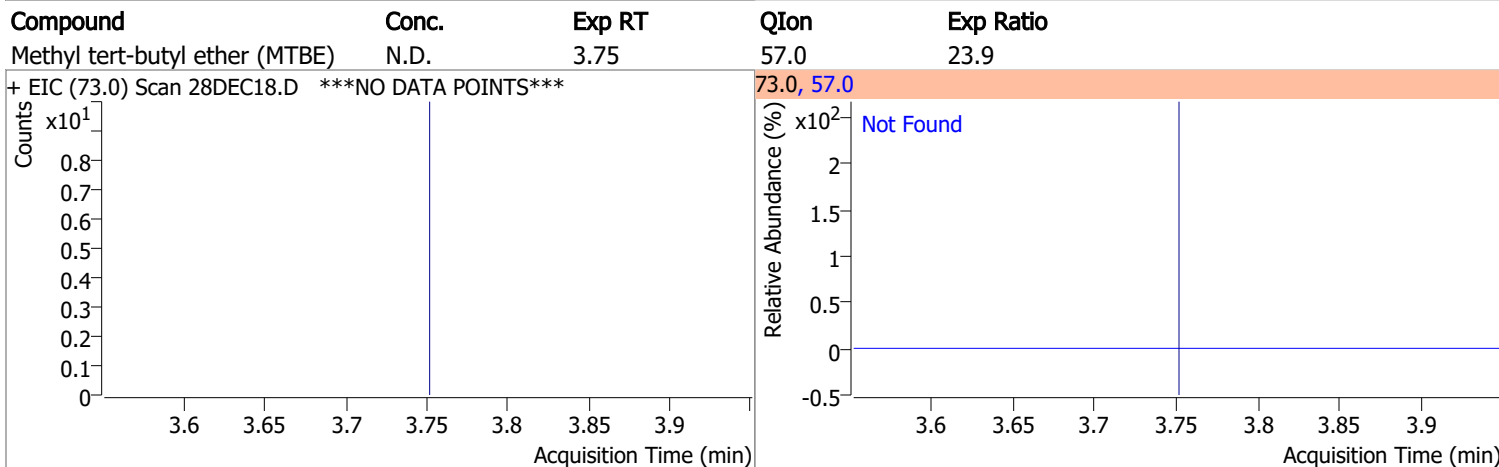 Compound Conc. Exp RT QIon Exp Ratio
Methyl tert-butyl ether (MTBE) N.D. 3.75 57.0 23.9
+ EIC (73.0) Scan 28DEC18.D ***NO DATA POINTS***
Counts
x10¹
0.8
0.7
0.6
0.5
0.4
0.3
0.2
0.1
0
3.6 3.65 3.7 3.75 3.8 3.85 3.9
Acquisition Time (min)
73.0, 57.0
Relative Abundance (%)
x10²
Not Found
2
1.5
1
0.5
0
-0.5
3.6 3.65 3.7 3.75 3.8 3.85 3.9
Acquisition Time (min)